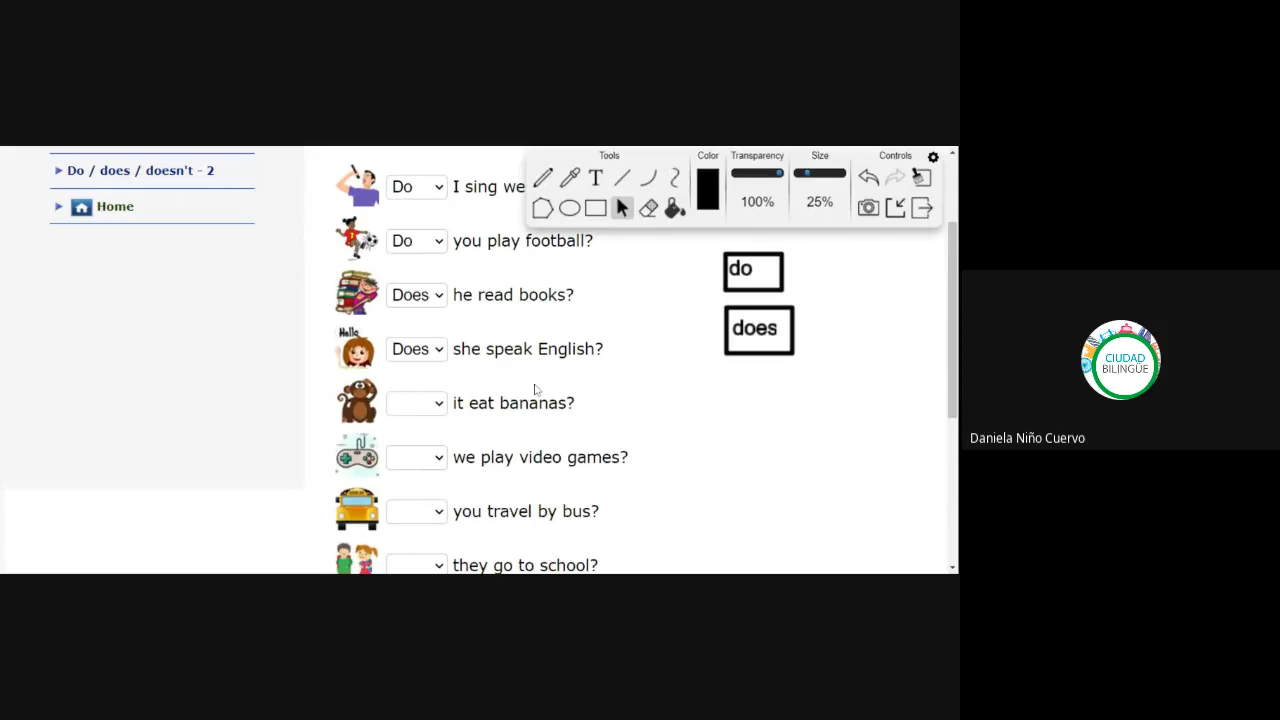 Do / does / doesn't - 2
Home
Tools
Color
Transparency
Size
Controls
100%
25%
Do I sing we
Do you play football?
Does he read books?
Hello
Does she speak English?
it eat bananas?
we play video games?
you travel by bus?
they go to school?
do
does
CIUDAD
BILINGÜE
Daniela Niño Cuervo